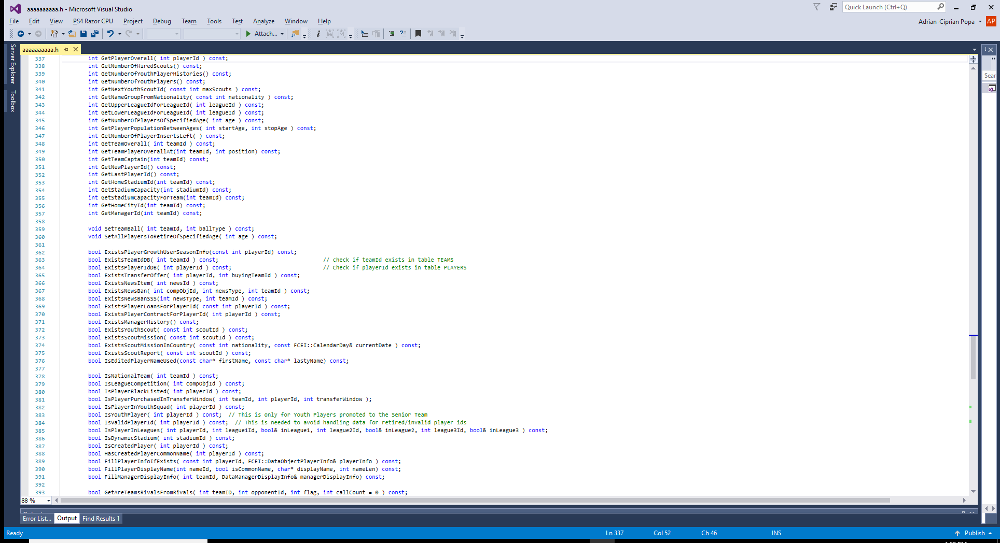 aaaaaaaaaa.h - Microsoft Visual Studio
Quick Launch (Ctrl+Q)
File Edit View PS4 Razor CPU Project Debug Team Tools Test Analyze Window Help
Adrian-Ciprian Popa AP
Attach...
aaaaaaaaaa.h
Server Explorer
Toolbox
Sear
337 int GetPlayerOverall( int playerId ) const;
338 int GetNumberOfHiredScouts() const;
339 int GetNumberOfYouthPlayerHistories() const;
340 int GetNumberOfYouthPlayers() const;
341 int GetNextYouthScoutId( const int maxScouts ) const;
342 int GetNameGroupFromNationality( const int nationality ) const;
343 int GetUpperLeagueIdForLeagueId( int leagueId ) const;
344 int GetLowerLeagueIdForLeagueId( int leagueId ) const;
345 int GetNumberOfPlayersOfSpecifiedAge( int age ) const;
346 int GetPlayerPopulationBetweenAges( int startAge, int stopAge ) const;
347 int GetNumberOfPlayerInsertsLeft( ) const;
348 int GetTeamOverall( int teamId ) const;
349 int GetTeamPlayerOverallAt(int teamId, int position) const;
350 int GetTeamCaptain(int teamId) const;
351 int GetNewPlayerId() const;
352 int GetLastPlayerId() const;
353 int GetHomeStadiumId(int teamId) const;
354 int GetStadiumCapacity(int stadiumId) const;
355 int GetStadiumCapacityForTeam(int teamId) const;
356 int GetHomeCityId(int teamId) const;
357 int GetManagerId(int teamId) const;
358
359 void SetTeamBall( int teamId, int ballType ) const;
360 void SetAllPlayersToRetireOfSpecifiedAge( int age ) const;
361
362 bool ExistsPlayerGrowthUserSeasonInfo(const int playerId) const;
363 bool ExistsTeamIdDB( int teamId ) const; // check if teamId exists in table TEAMS
364 bool ExistsPlayerIdDB( int playerId ) const; // Check if playerId exists in table PLAYERS
365 bool ExistsTransferOffer( int playerId, int buyingTeamId ) const;
366 bool ExistsNewsItem( int newsId ) const;
367 bool ExistsNewsBan( int compObjId, int newsType, int teamId ) const;
368 bool ExistsNewsBanSSS(int newsType, int teamId ) const;
369 bool ExistsPlayerLoansForPlayerId( const int playerId ) const;
370 bool ExistsPlayerContractForPlayerId( int playerId ) const;
371 bool ExistsManagerHistory() const;
372 bool ExistsYouthScout( const int scoutId ) const;
373 bool ExistsScoutMission( const int scoutId ) const;
374 bool ExistsScoutMissionInCountry( const int nationality, const FCEI::CalendarDay& currentDate ) const;
375 bool ExistsScoutReport( const int scoutId ) const;
376 bool IsEditedPlayerNameUsed(const char* firstName, const char* lastyName) const;
377
378 bool IsNationalTeam( int teamId ) const;
379 bool IsLeagueCompetition( int compObjId ) const;
380 bool IsPlayerBlackListed( int playerId ) const;
381 bool IsPlayerPurchasedInTransferWindow( int teamId, int playerId, int transferWindow );
382 bool IsPlayerInYouthSquad( int playerId ) const;
383 bool IsYouthPlayer( int playerId ) const; // This is only for Youth Players promoted to the Senior Team
384 bool IsValidPlayerId( int playerId ) const; // This is needed to avoid handling data for retired/invalid player ids
385 bool IsPlayerInLeagues( int playerId, int league1Id, bool& inLeague1, int league2Id, bool& inLeague2, int league3Id, bool& inLeague3 ) const;
386 bool IsDynamicStadium( int stadiumId ) const;
387 bool IsCreatedPlayer( int playerId ) const;
388 bool HasCreatedPlayerCommonName( int playerId ) const;
389 bool FillPlayerInfoIfExists( const int playerId, FCEI::DataObjectPlayerInfo& playerInfo ) const;
390 bool FillPlayerDisplayName(int nameId, bool isCommonName, char* displayName, int nameLen) const;
391 bool FillManagerDisplayInfo( int teamId, DataManagerDisplayInfo& managerDisplayInfo) const;
392
393 bool GetAreTeamsRivalsFromRivals( int teamID, int opponentId, int flag, int callCount = 0 ) const;
88 %
Error List... Output Find Results 1
Ready Ln 337 Col 52 Ch 46 INS Publish